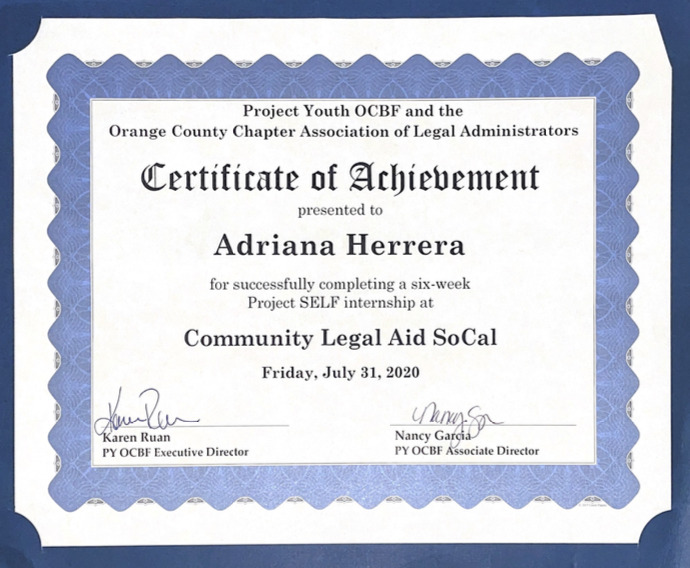 Project Youth OCBF and the
Orange County Chapter Association of Legal Administrators
Certificate of Achievement
presented to
Adriana Herrera
for successfully completing a six-week
Project SELF internship at
Community Legal Aid SoCal
Friday, July 31, 2020
Karen Ruan
Karen Ruan
PY OCBF Executive Director
Nancy Garcia
PY OCBF Associate Director